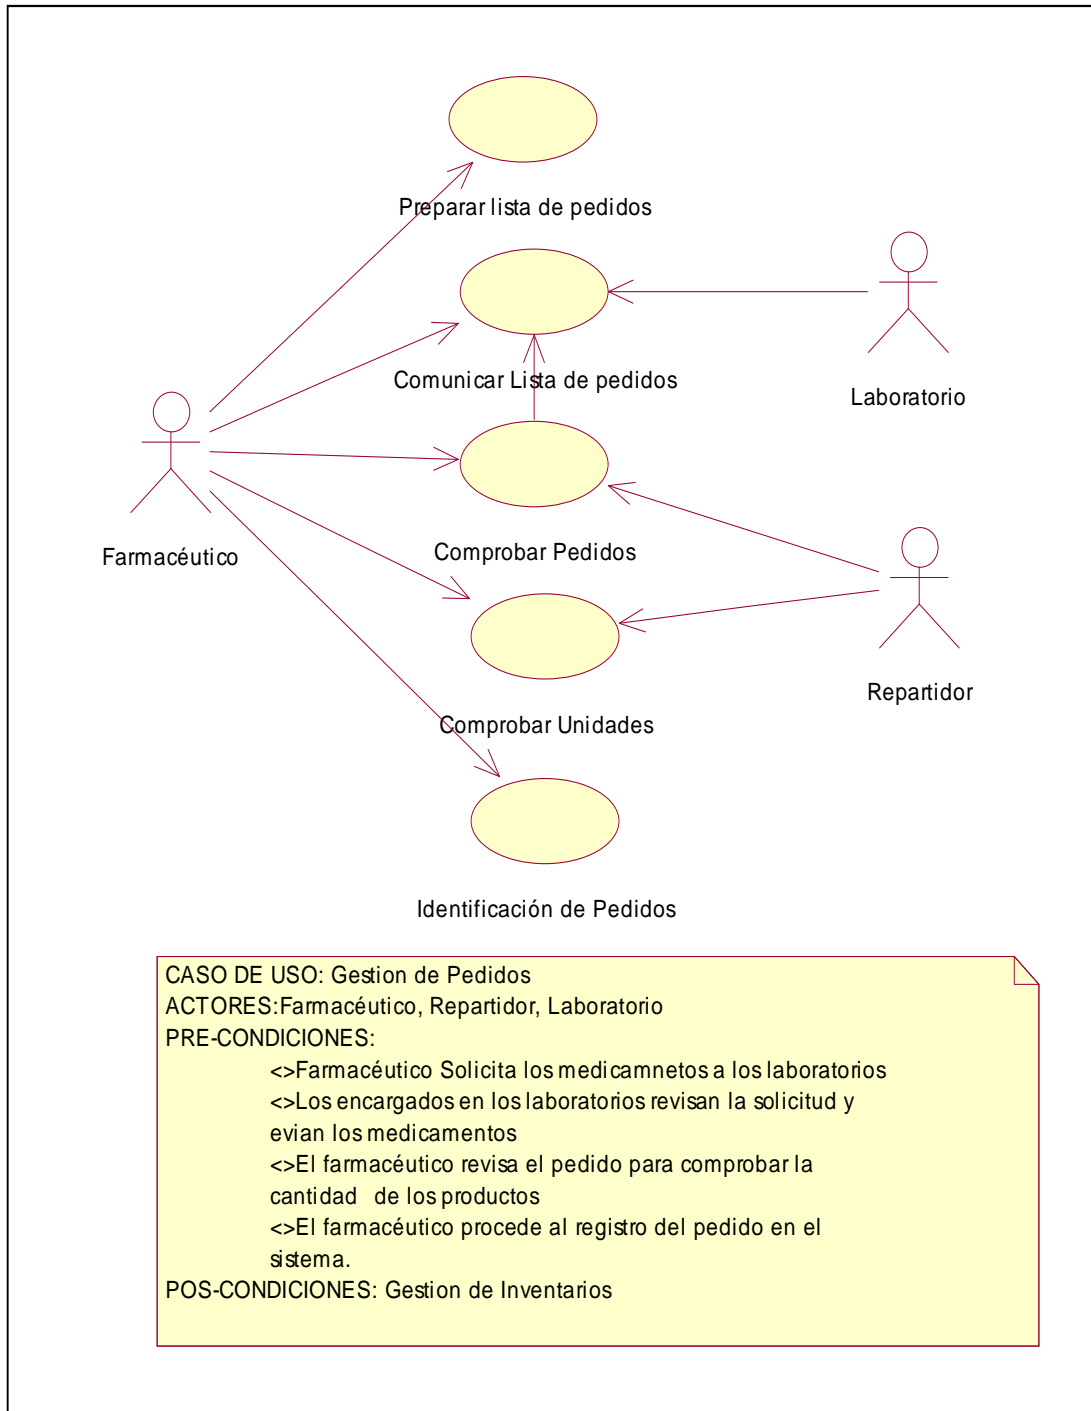 Preparar lista de pedidos
Comunicar Lista de pedidos
Laboratorio
Farmacéutico
Comprobar Pedidos
Repartidor
Comprobar Unidades
Identificación de Pedidos
CASO DE USO: Gestion de Pedidos
ACTORES:Farmacéutico, Repartidor, Laboratorio
PRE-CONDICIONES:
<>Farmacéutico Solicita los medicamnetos a los laboratorios
<>Los encargados en los laboratorios revisan la solicitud y
evian los medicamentos
<>El farmacéutico revisa el pedido para comprobar la
cantidad de los productos
<>El farmacéutico procede al registro del pedido en el
sistema.
POS-CONDICIONES: Gestion de Inventarios